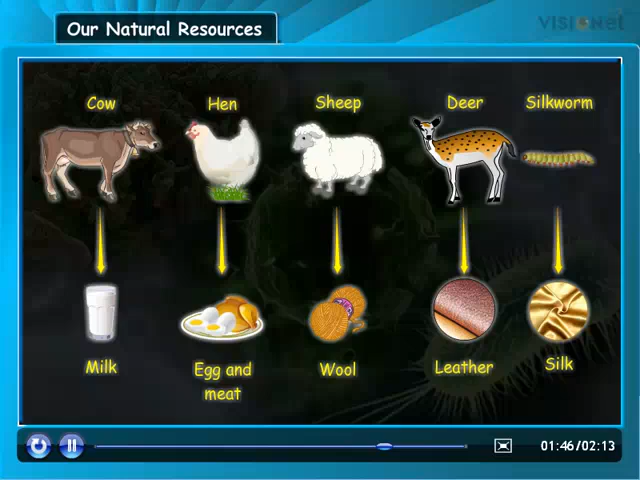 Our Natural Resources
VISIONet
Cow
Hen
Sheep
Deer
Silkworm
Milk
Egg and
meat
Wool
Leather
Silk
01:46/02:13